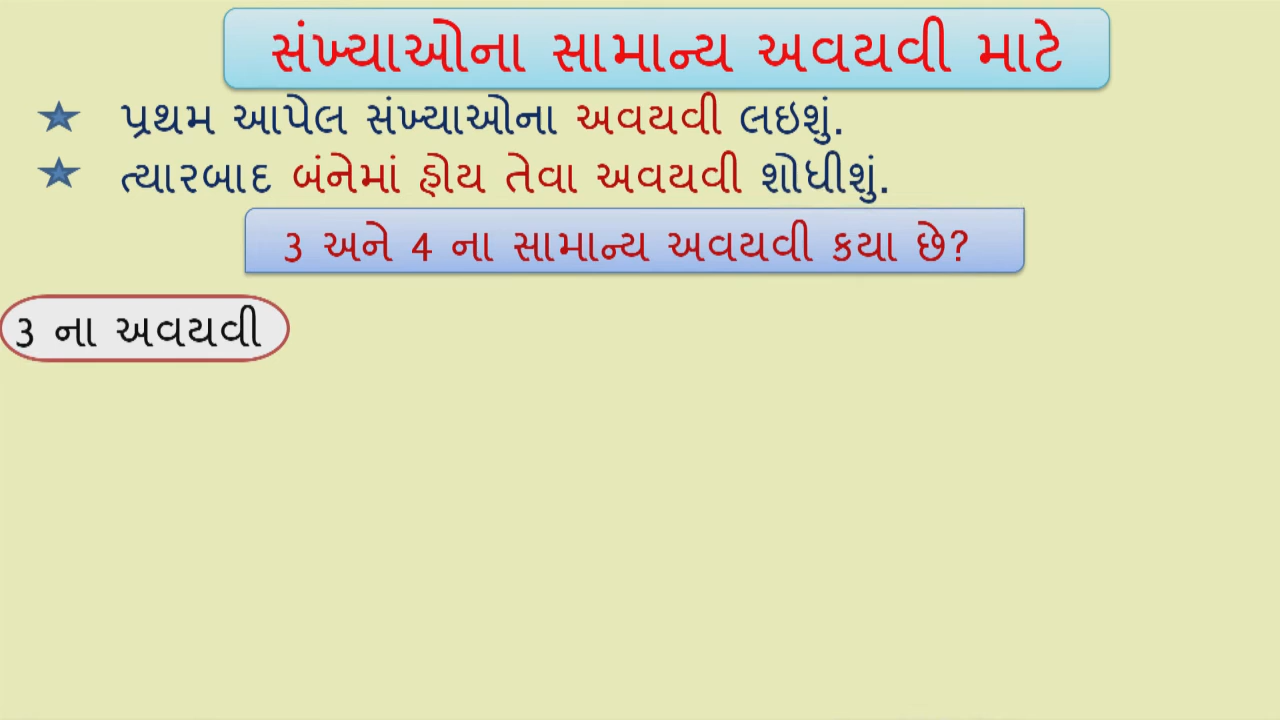 સંખ્યાઓના સામાન્ય અવયવી માટે
પ્રથમ આપેલ સંખ્યાઓના અવયવી લઇશું.
ત્યારબાદ બંનેમાં હોય તેવા અવયવી શોધીશું.
3 અને 4 ના સામાન્ય અવયવી કયા છે?
3 ના અવયવી